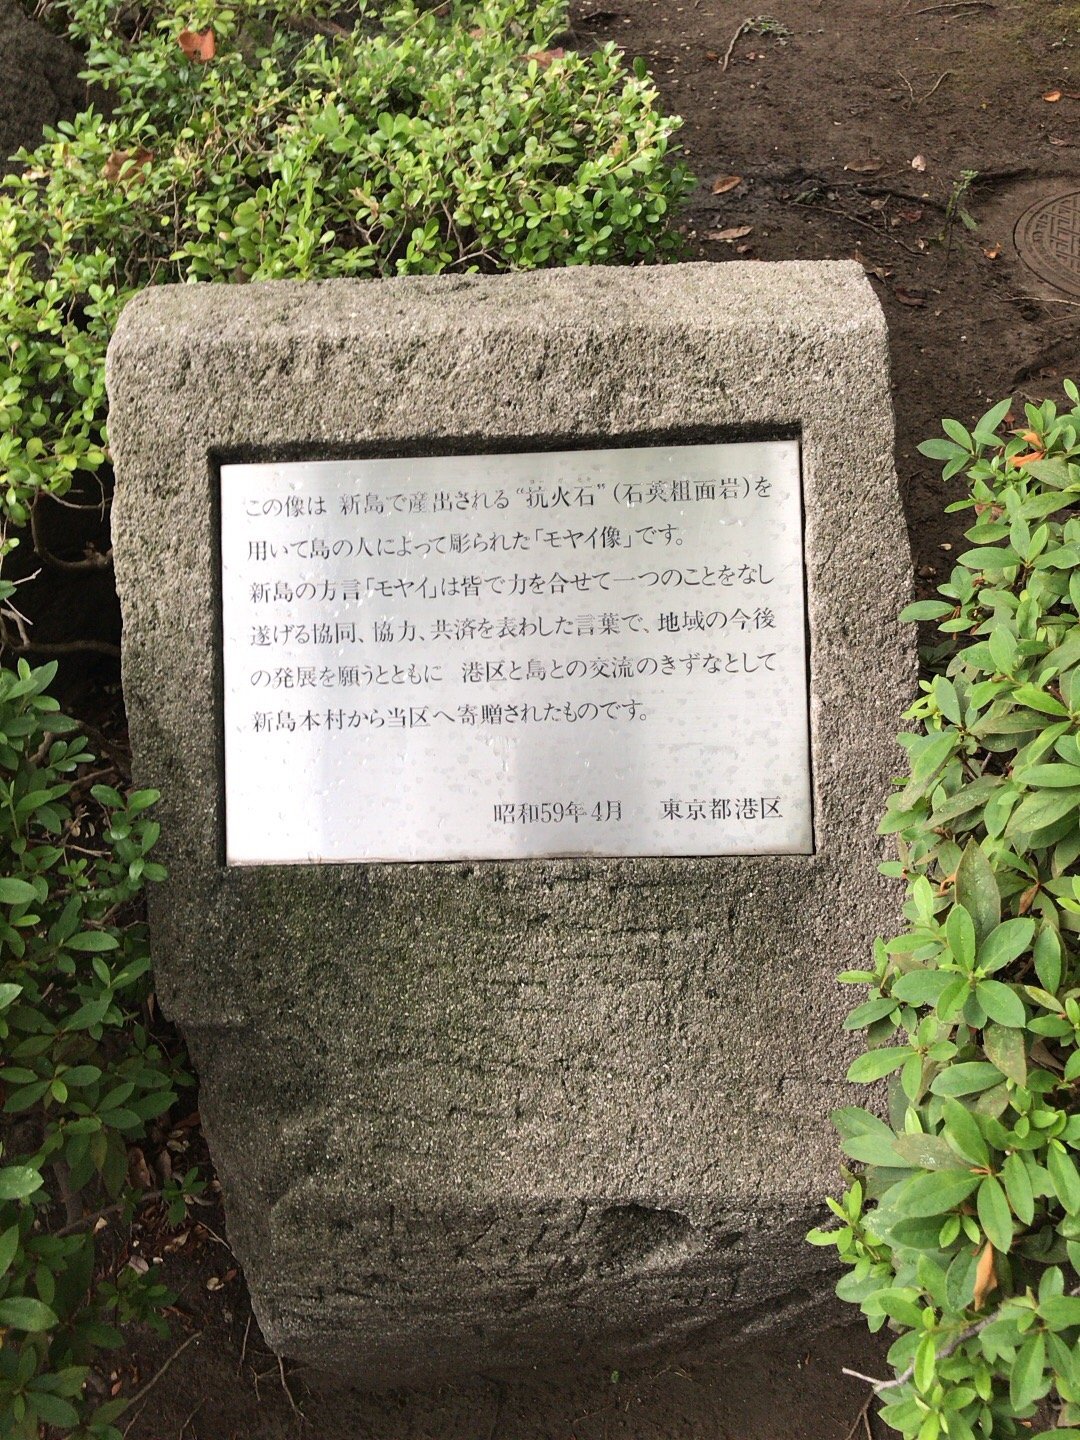 この像は 新島で産出される“抗火石”(石英粗面岩)を
用いて島の人によって彫られた「モヤイ像」です。
新島の方言「モヤイ」は皆で力を合せて一つのことをなし
遂げる協同、協力、共済を表わした言葉で、地域の今後
の発展を願うとともに 港区と島との交流のきずなとして
新島本村から当区へ寄贈されたものです。
昭和59年4月 東京都港区